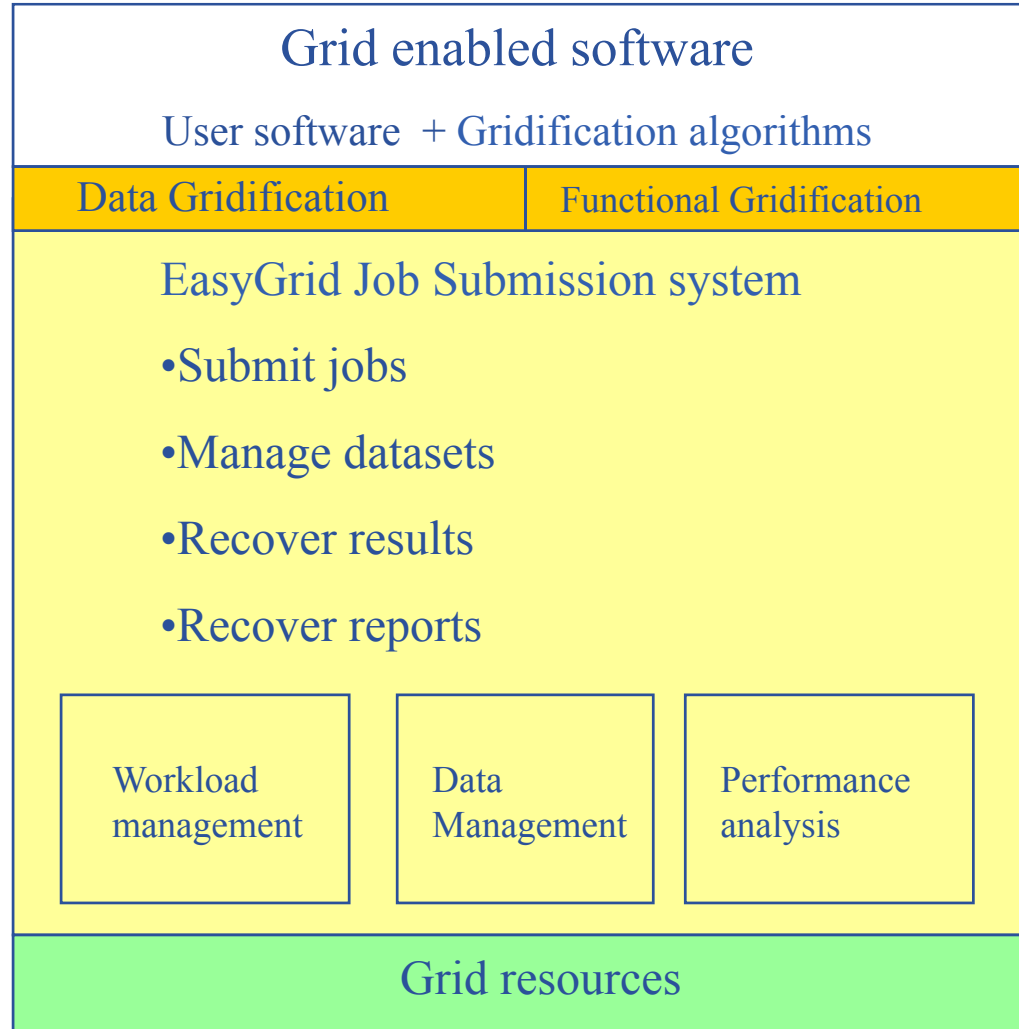 Grid enabled software
User software + Gridification algorithms
Data Gridification
Functional Gridification
EasyGrid Job Submission system
•Submit jobs
•Manage datasets
•Recover results
•Recover reports
Workload
management
Data
Management
Performance
analysis
Grid resources